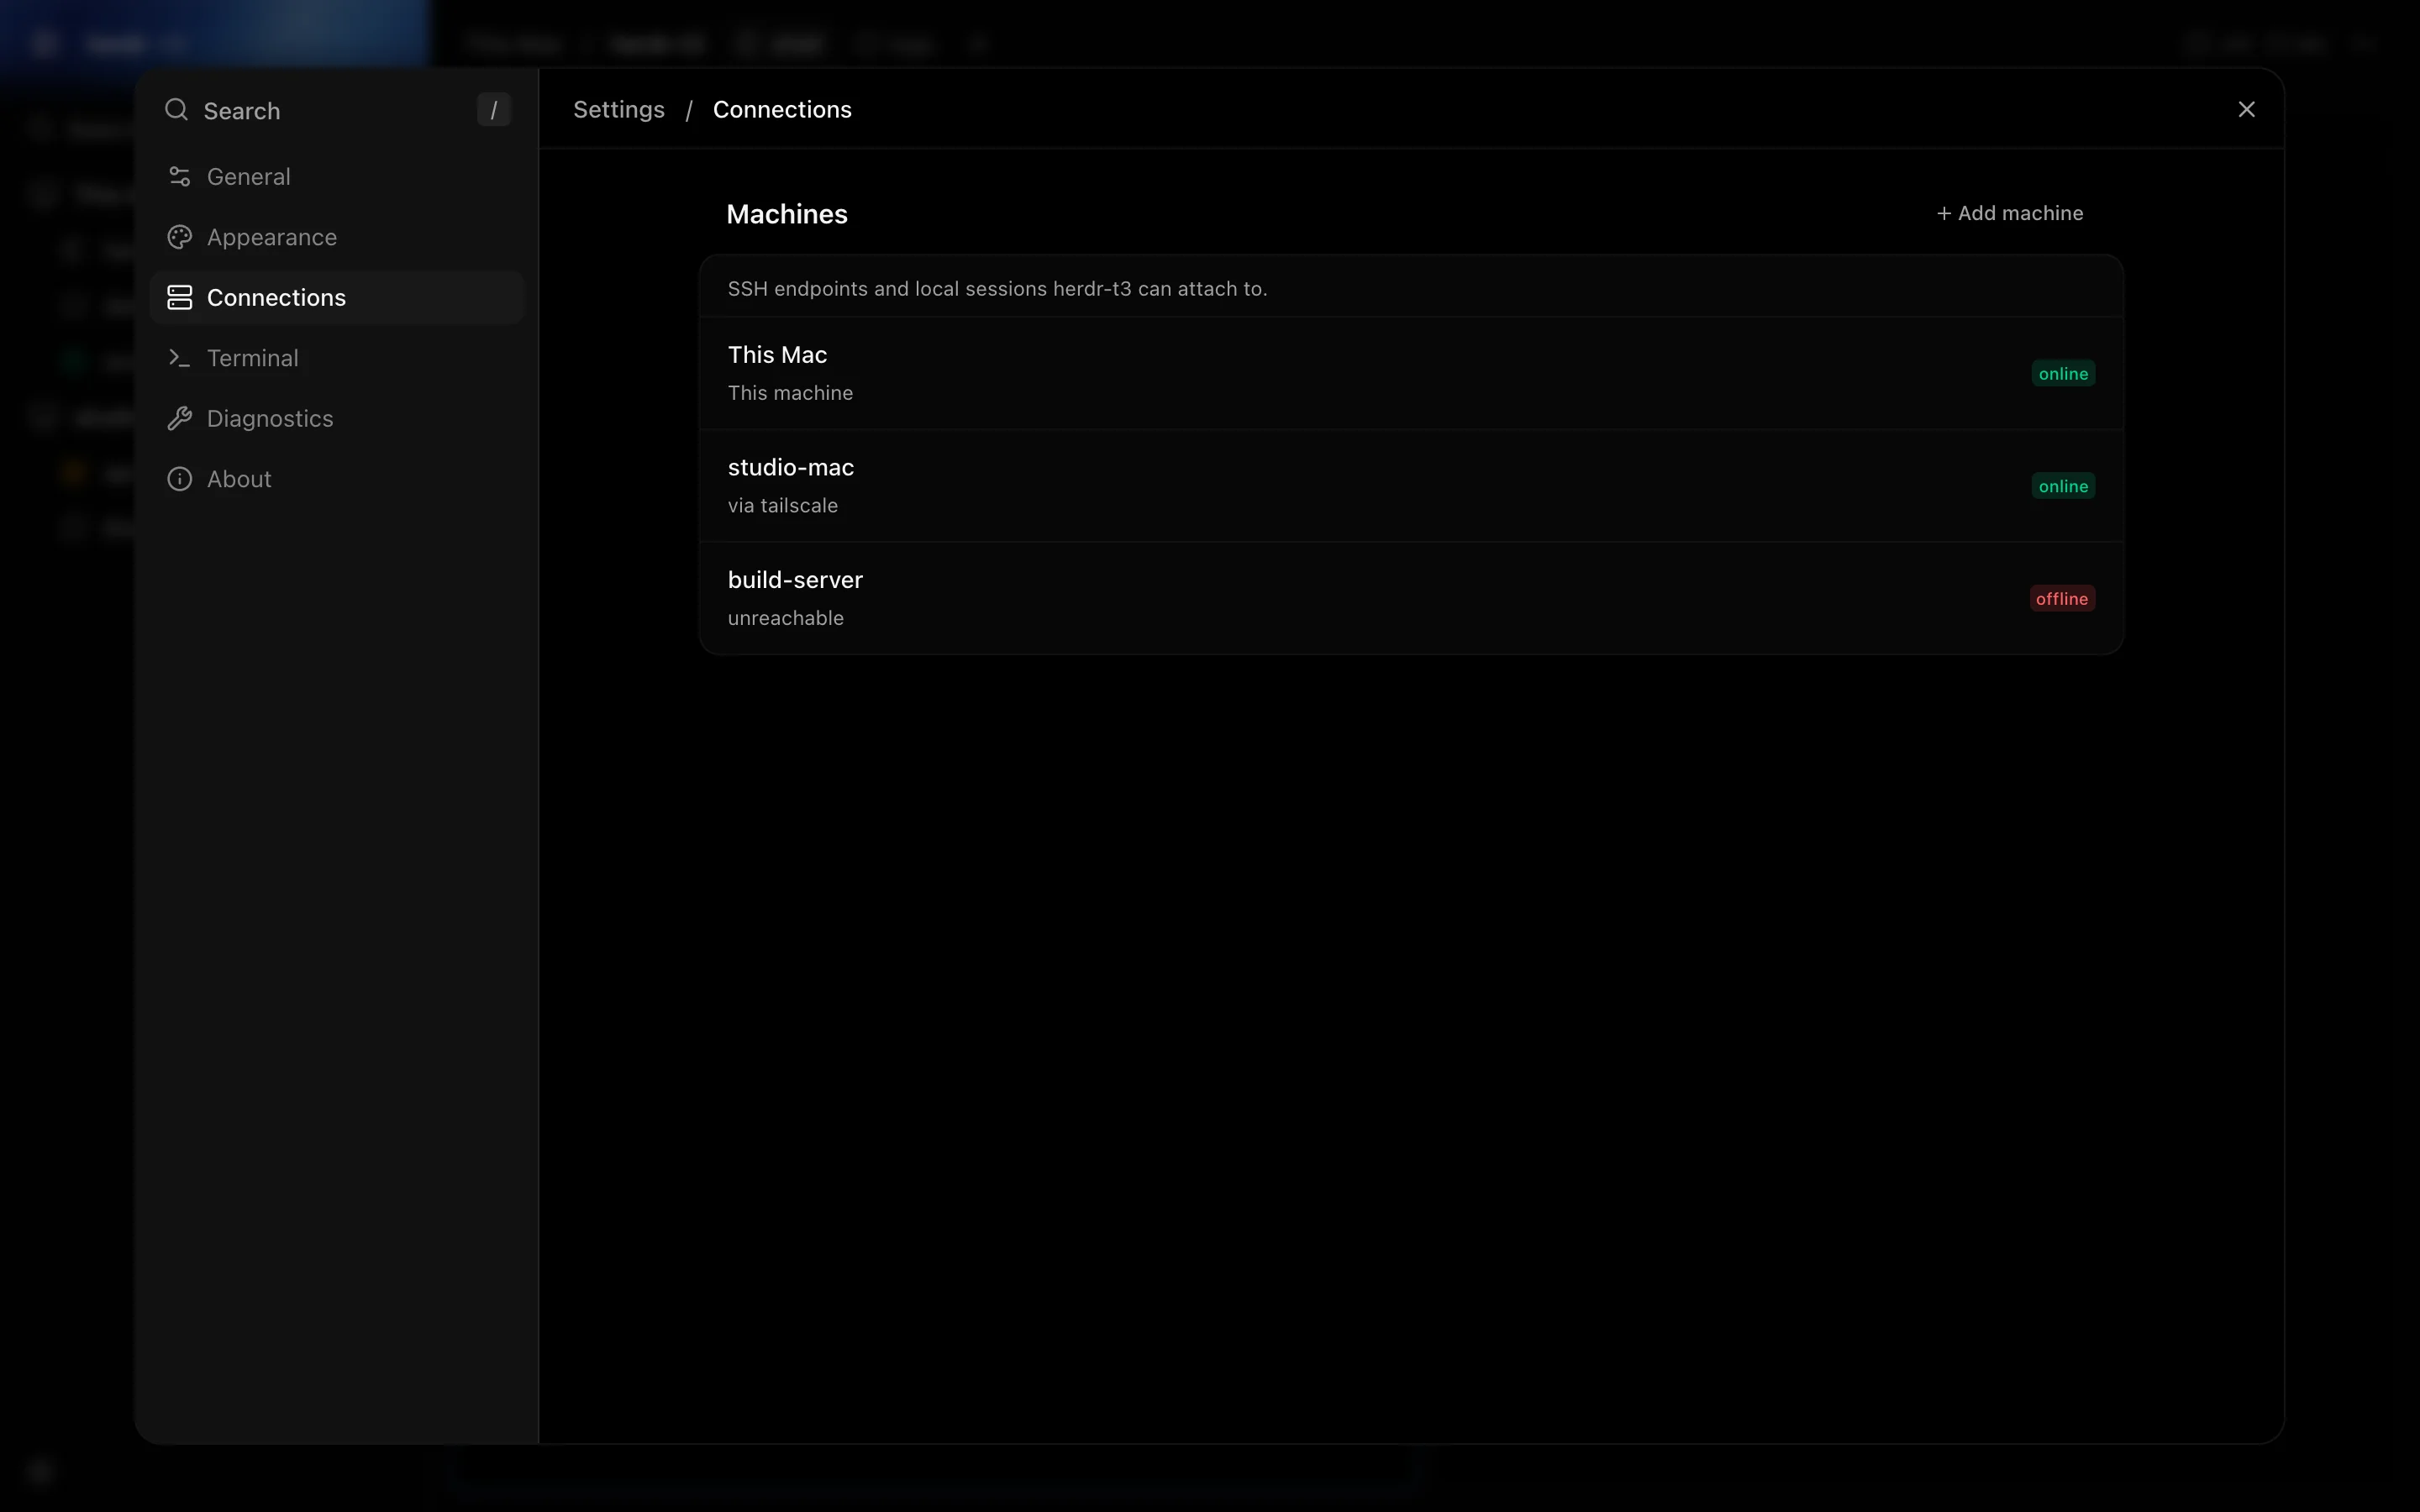 Search /
General
Appearance
Connections
Terminal
Diagnostics
About
Settings / Connections
Machines
+ Add machine
SSH endpoints and local sessions herdr-t3 can attach to.
This Mac
This machine
online
studio-mac
via tailscale
online
build-server
unreachable
offline